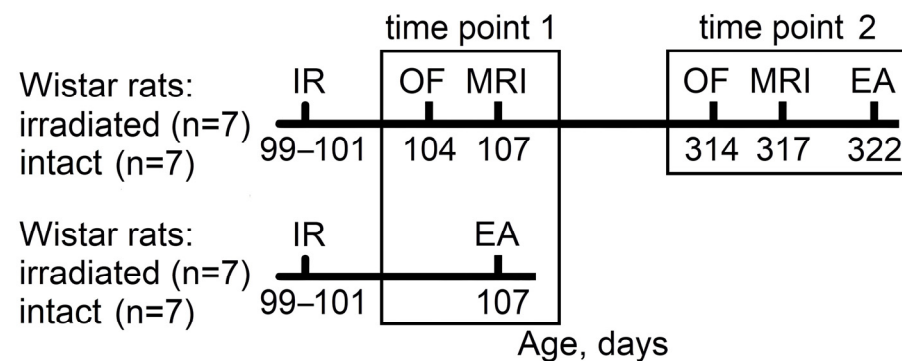 time point 1
time point 2
Wistar rats:
irradiated (n=7)
intact (n=7)
IR
OF MRI
OF MRI EA
99–101 104 107
314 317 322
Wistar rats:
irradiated (n=7)
intact (n=7)
IR
EA
99–101
107
Age, days